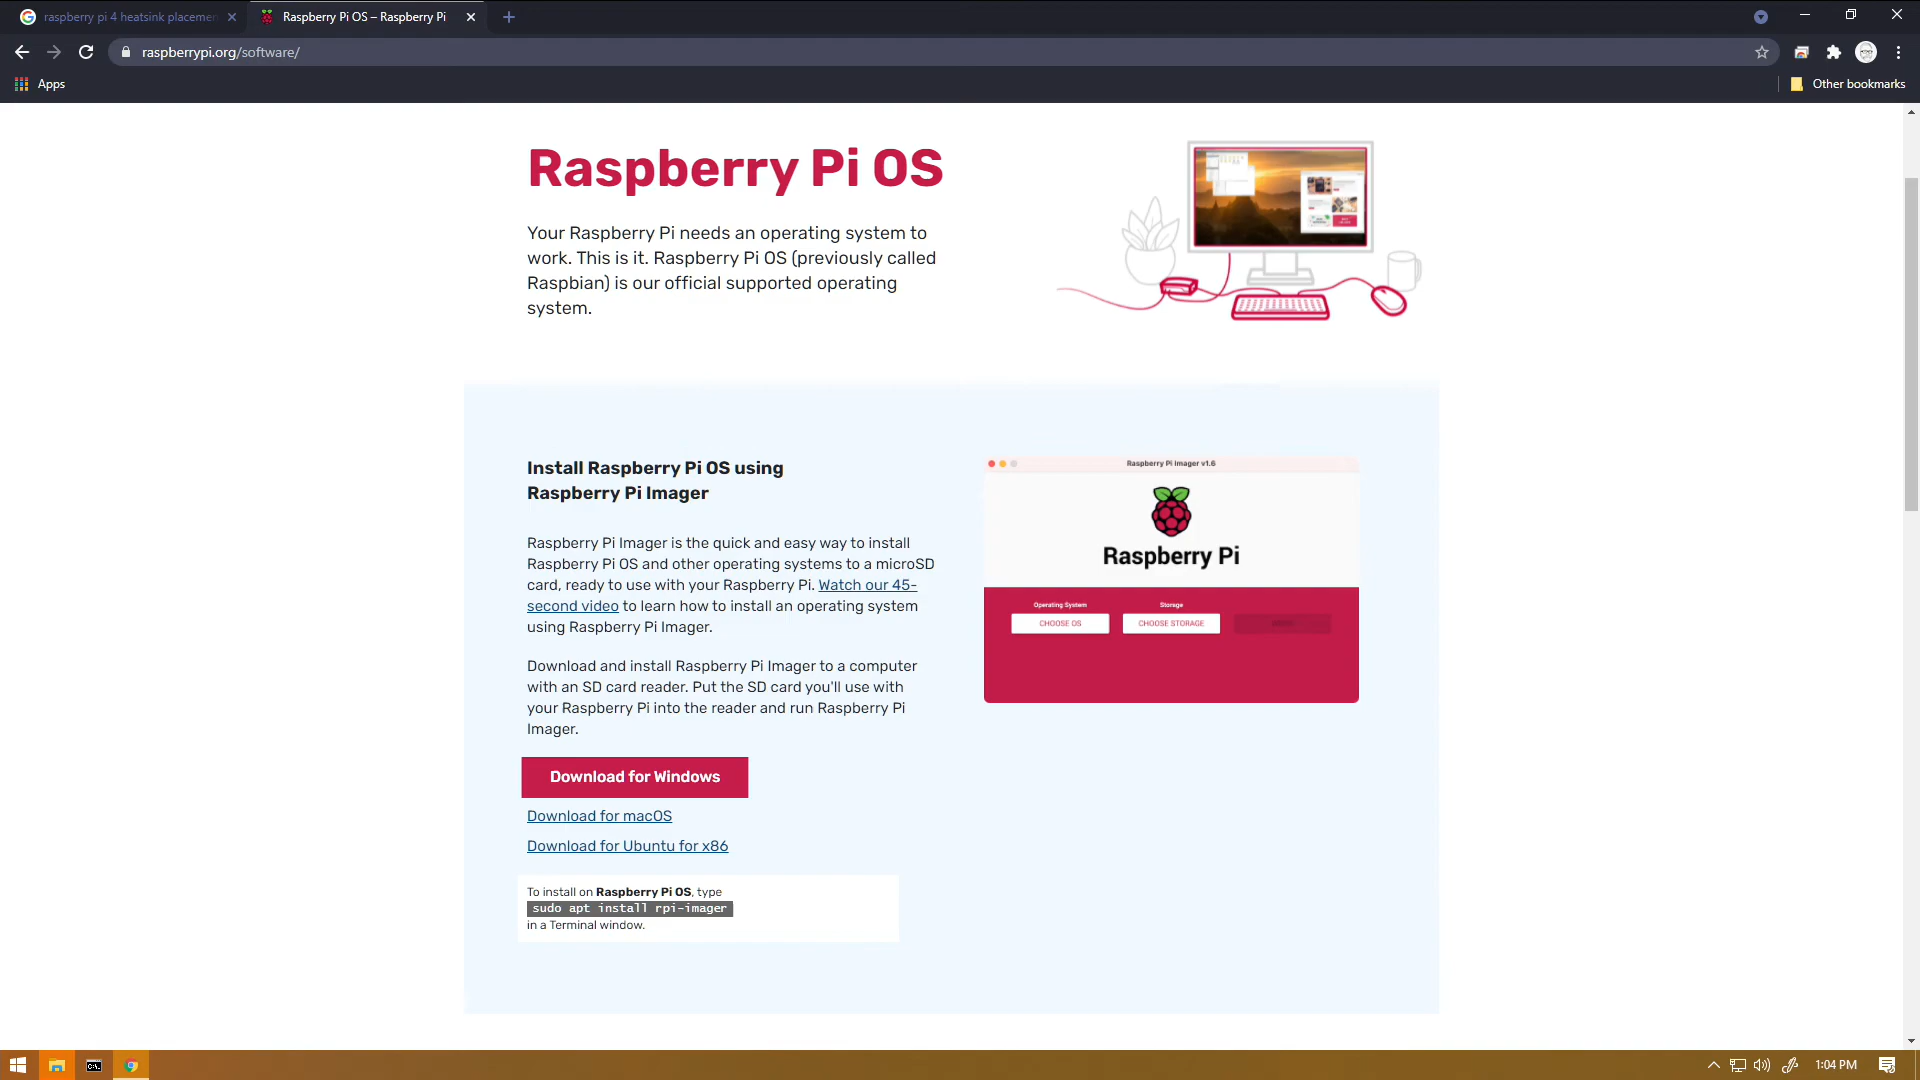 raspberry pi 4 heatsink placemen
Raspberry Pi OS – Raspberry Pi
raspberrypi.org/software/
Apps
Other bookmarks
Raspberry Pi OS
Your Raspberry Pi needs an operating system to
work. This is it. Raspberry Pi OS (previously called
Raspbian) is our official supported operating
system.
Install Raspberry Pi OS using
Raspberry Pi Imager
Raspberry Pi Imager is the quick and easy way to install
Raspberry Pi OS and other operating systems to a microSD
card, ready to use with your Raspberry Pi. Watch our 45-
second video to learn how to install an operating system
using Raspberry Pi Imager.
Download and install Raspberry Pi Imager to a computer
with an SD card reader. Put the SD card you'll use with
your Raspberry Pi into the reader and run Raspberry Pi
Imager.
Download for Windows
Download for macOS
Download for Ubuntu for x86
To install on Raspberry Pi OS, type
sudo apt install rpi-imager
in a Terminal window.
Raspberry Pi Imager v1.6
Raspberry Pi
Operating System
Storage
CHOOSE OS
CHOOSE STORAGE
1:04 PM